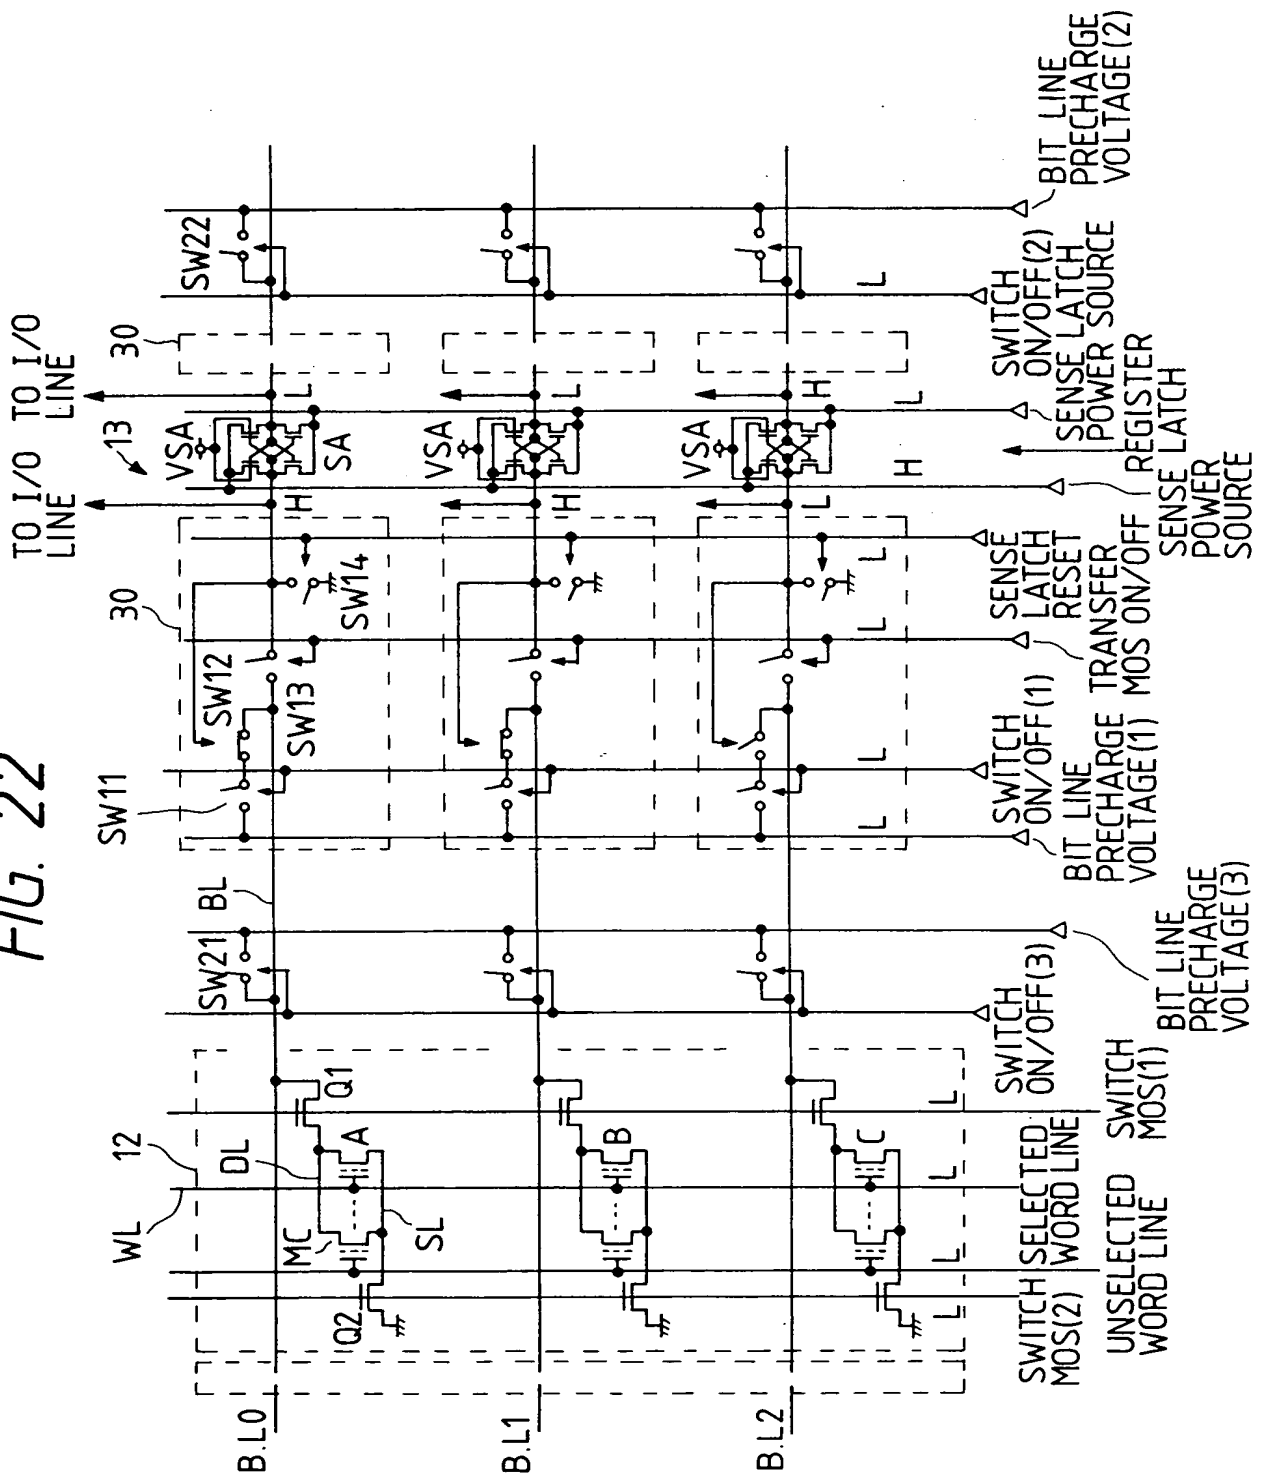 FIG. 22
TO I/O
LINE
TO I/O
LINE
13
30
30
SW11
SW12
SW13
SW14
SW21
SW22
BL
VSA
SA
VSA
VSA
H
L
H
L
L
H
12
WL
DL
MC
A
SL
Q1
Q2
B
C
B.L0
B.L1
B.L2
L
L
L
L
L
L
L
H
L
L
SWITCH
MOS(2)
UNSELECTED
WORD LINE
SELECTED
WORD LINE
SWITCH
MOS(1)
SWITCH
ON/OFF(3)
BIT LINE
PRECHARGE
VOLTAGE(3)
BIT LINE
PRECHARGE
VOLTAGE(1)
SWITCH
ON/OFF(1)
TRANSFER
MOS ON/OFF
SENSE
LATCH
RESET
SENSE
POWER
SOURCE
REGISTER
LATCH
SENSE LATCH
POWER SOURCE
SWITCH
ON/OFF(2)
BIT LINE
PRECHARGE
VOLTAGE(2)